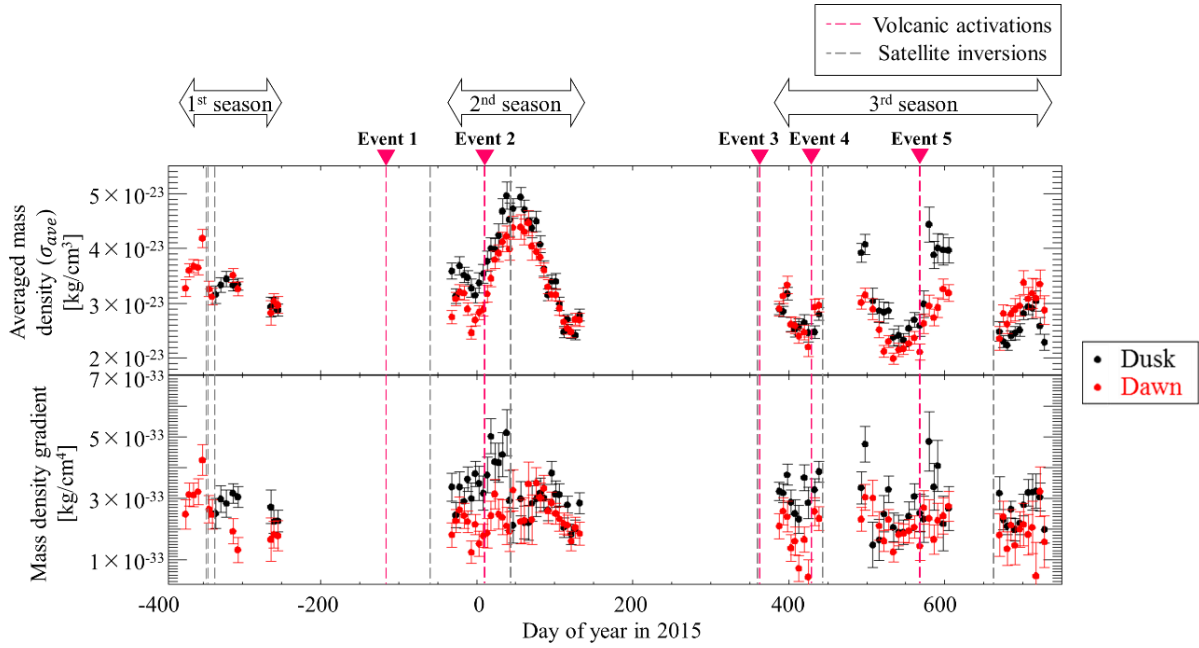 Volcanic activations
Satellite inversions
1st season
2nd season
3rd season
Event 1
Event 2
Event 3
Event 4
Event 5
Averaged mass
density (σave)
[kg/cm³]
5×10-23
4×10-23
3×10-23
2×10-23
Mass density gradient
[kg/cm⁴]
7×10-33
5×10-33
3×10-33
1×10-33
Dusk
Dawn
-400
-200
0
200
400
600
Day of year in 2015